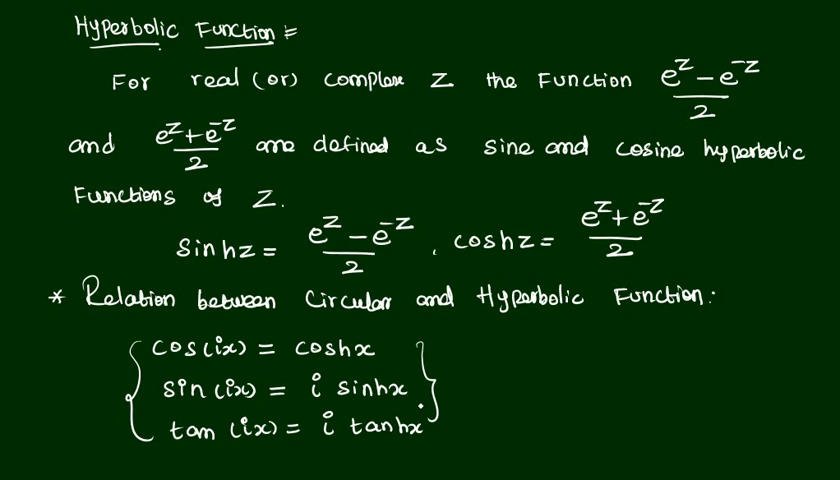 Hyperbolic Function :=
For real (or) complex z the Function (e^z - e^-z)/2
and (e^z + e^-z)/2 are defined as sine and cosine hyperbolic
Functions of z.
sinhz = (e^z - e^-z)/2 , coshz = (e^z + e^-z)/2
* Relation between Circular and Hyperbolic Function:
cos(ix) = coshx
sin(ix) = i sinhx
tan(ix) = i tanhx